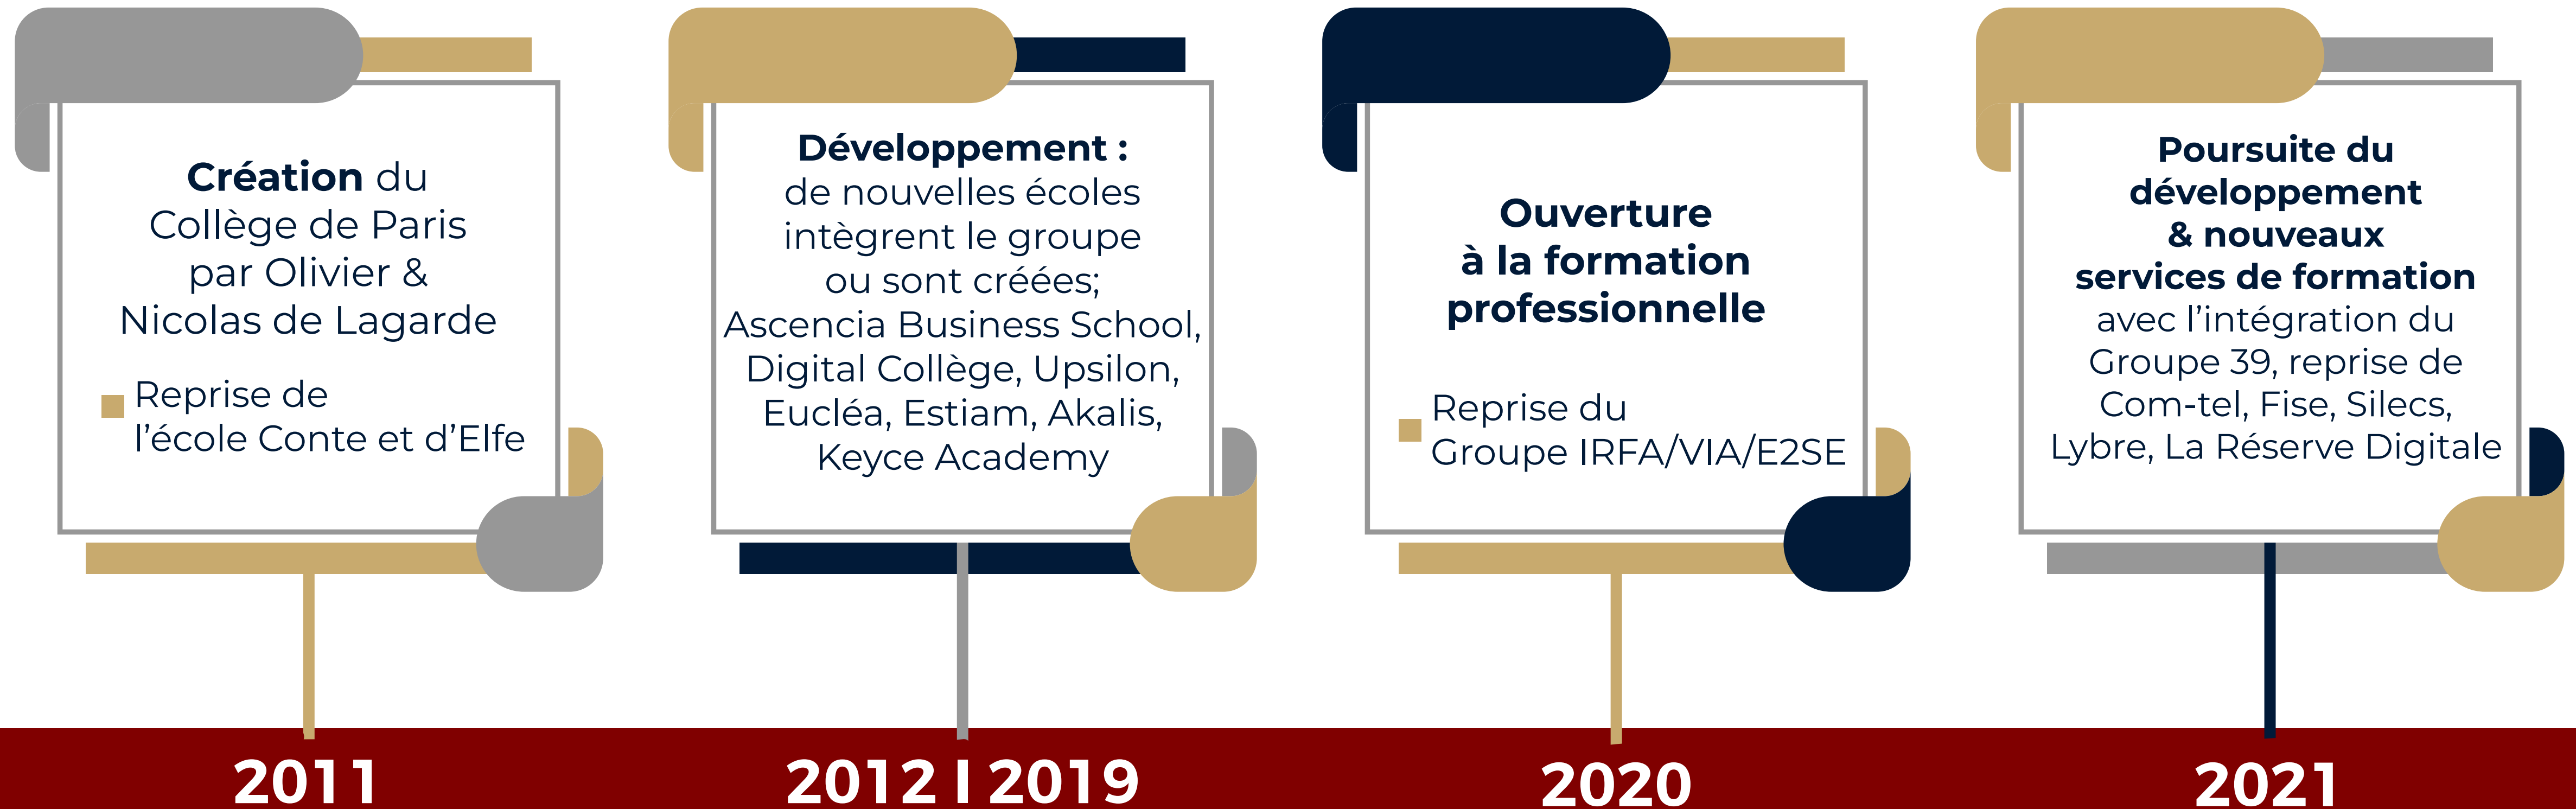 Création du
Collège de Paris
par Olivier &
Nicolas de Lagarde
Reprise de
l’école Conte et d’Elfe
2011
Développement :
de nouvelles écoles
intègrent le groupe
ou sont créées;
Ascencia Business School,
Digital Collège, Upsilon,
Eucléa, Estiam, Akalis,
Keyce Academy
2012 I 2019
Ouverture
à la formation
professionnelle
Reprise du
Groupe IRFA/VIA/E2SE
2020
Poursuite du
développement
& nouveaux
services de formation
avec l’intégration du
Groupe 39, reprise de
Com-tel, Fise, Silecs,
Lybre, La Réserve Digitale
2021